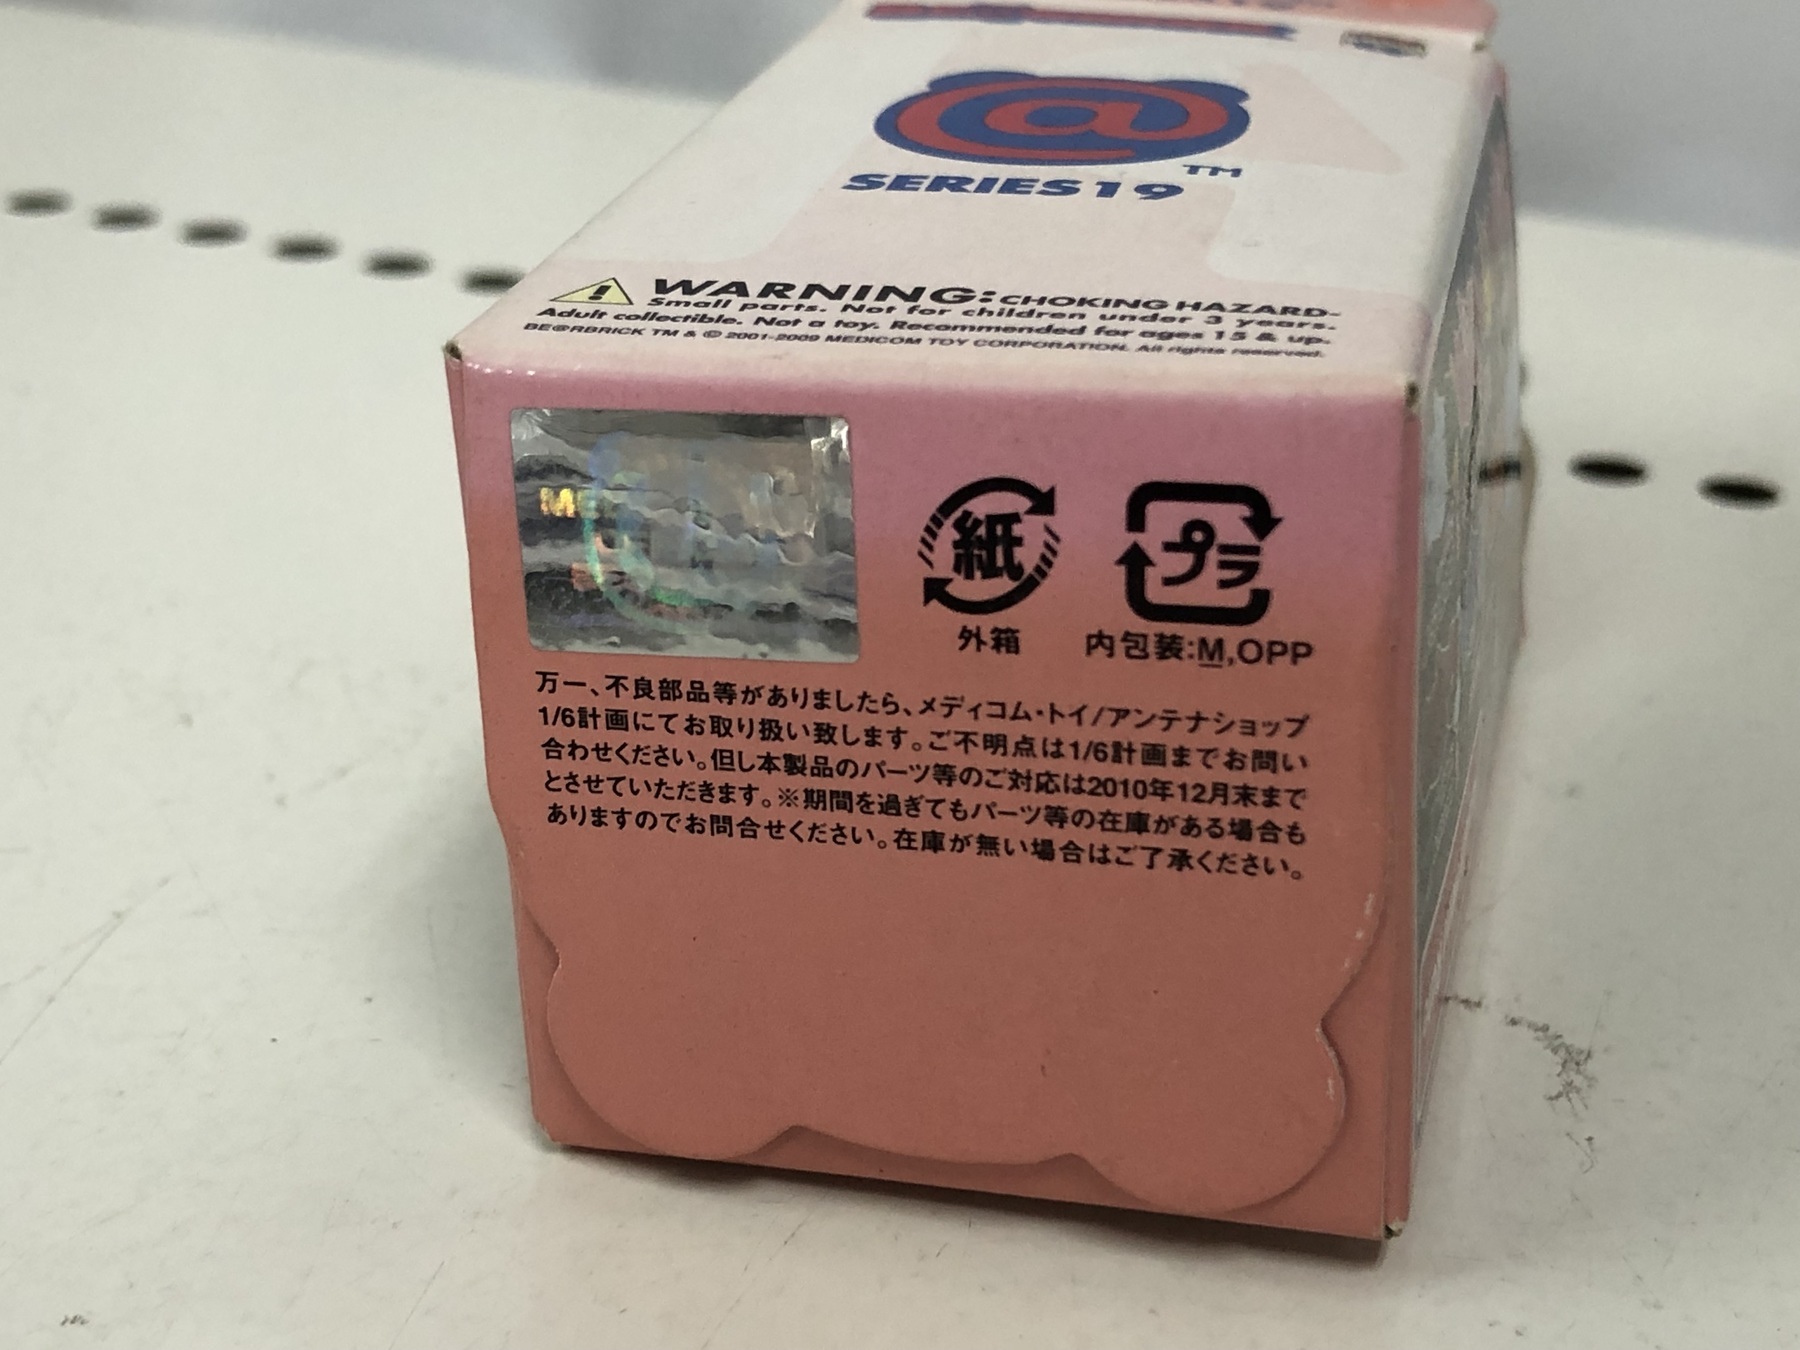 @
TM
SERIES19
WARNING: CHOKING HAZARD-
Small parts. Not for children under 3 years.
Adult collectible. Not a toy. Recommended for ages 15 & up.
BE@RBRICK TM & © 2001-2009 MEDICOM TOY CORPORATION. All rights reserved.
紙
プラ
外箱
内包装:M,OPP
万一、不良部品等がありましたら、メディコム・トイ/アンテナショップ
1/6計画にてお取り扱い致します。ご不明点は1/6計画までお問い
合わせください。但し本製品のパーツ等のご対応は2010年12月末まで
とさせていただきます。※期間を過ぎてもパーツ等の在庫がある場合も
ありますのでお問合せください。在庫が無い場合はご了承ください。